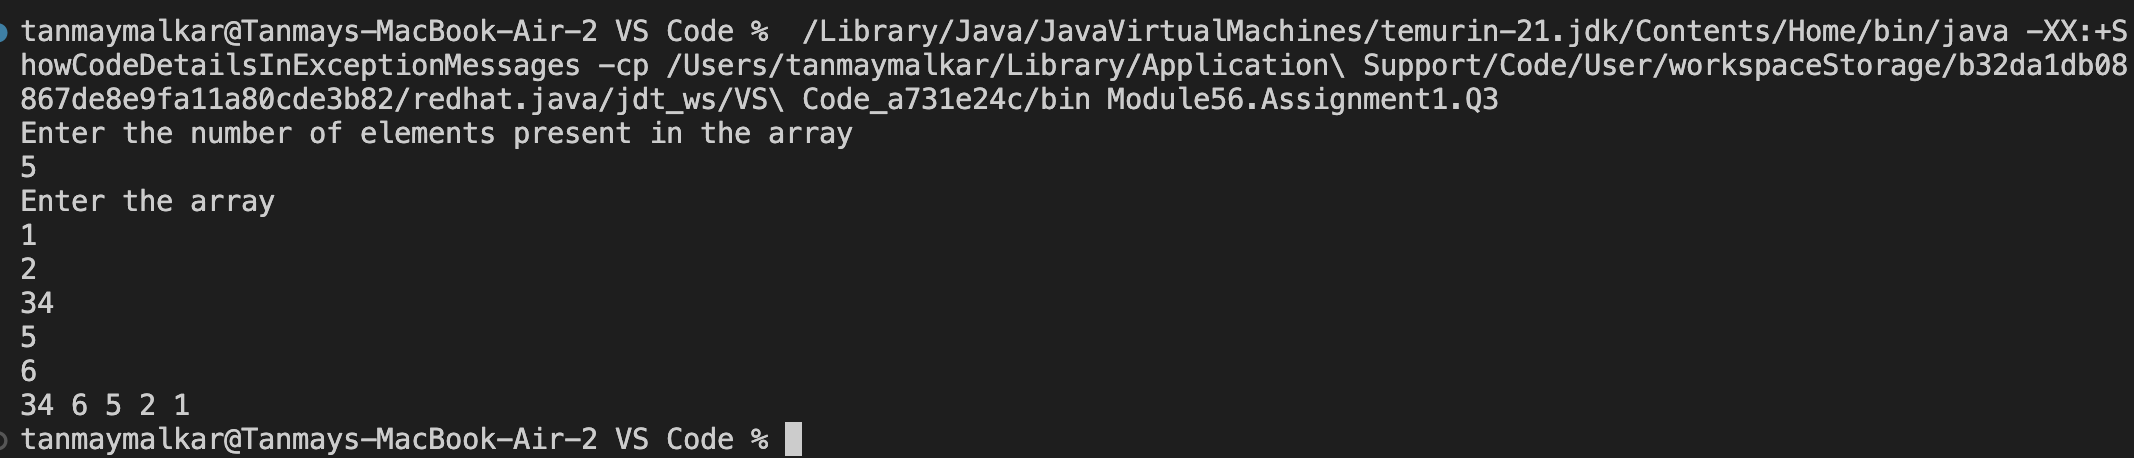 tanmaymalkar@Tanmays-MacBook-Air-2 VS Code %  /Library/Java/JavaVirtualMachines/temurin-21.jdk/Contents/Home/bin/java -XX:+S
howCodeDetailsInExceptionMessages -cp /Users/tanmaymalkar/Library/Application\ Support/Code/User/workspaceStorage/b32da1db08
867de8e9fa11a80cde3b82/redhat.java/jdt_ws/VS\ Code_a731e24c/bin Module56.Assignment1.Q3
Enter the number of elements present in the array
5
Enter the array
1
2
34
5
6
34 6 5 2 1
tanmaymalkar@Tanmays-MacBook-Air-2 VS Code %